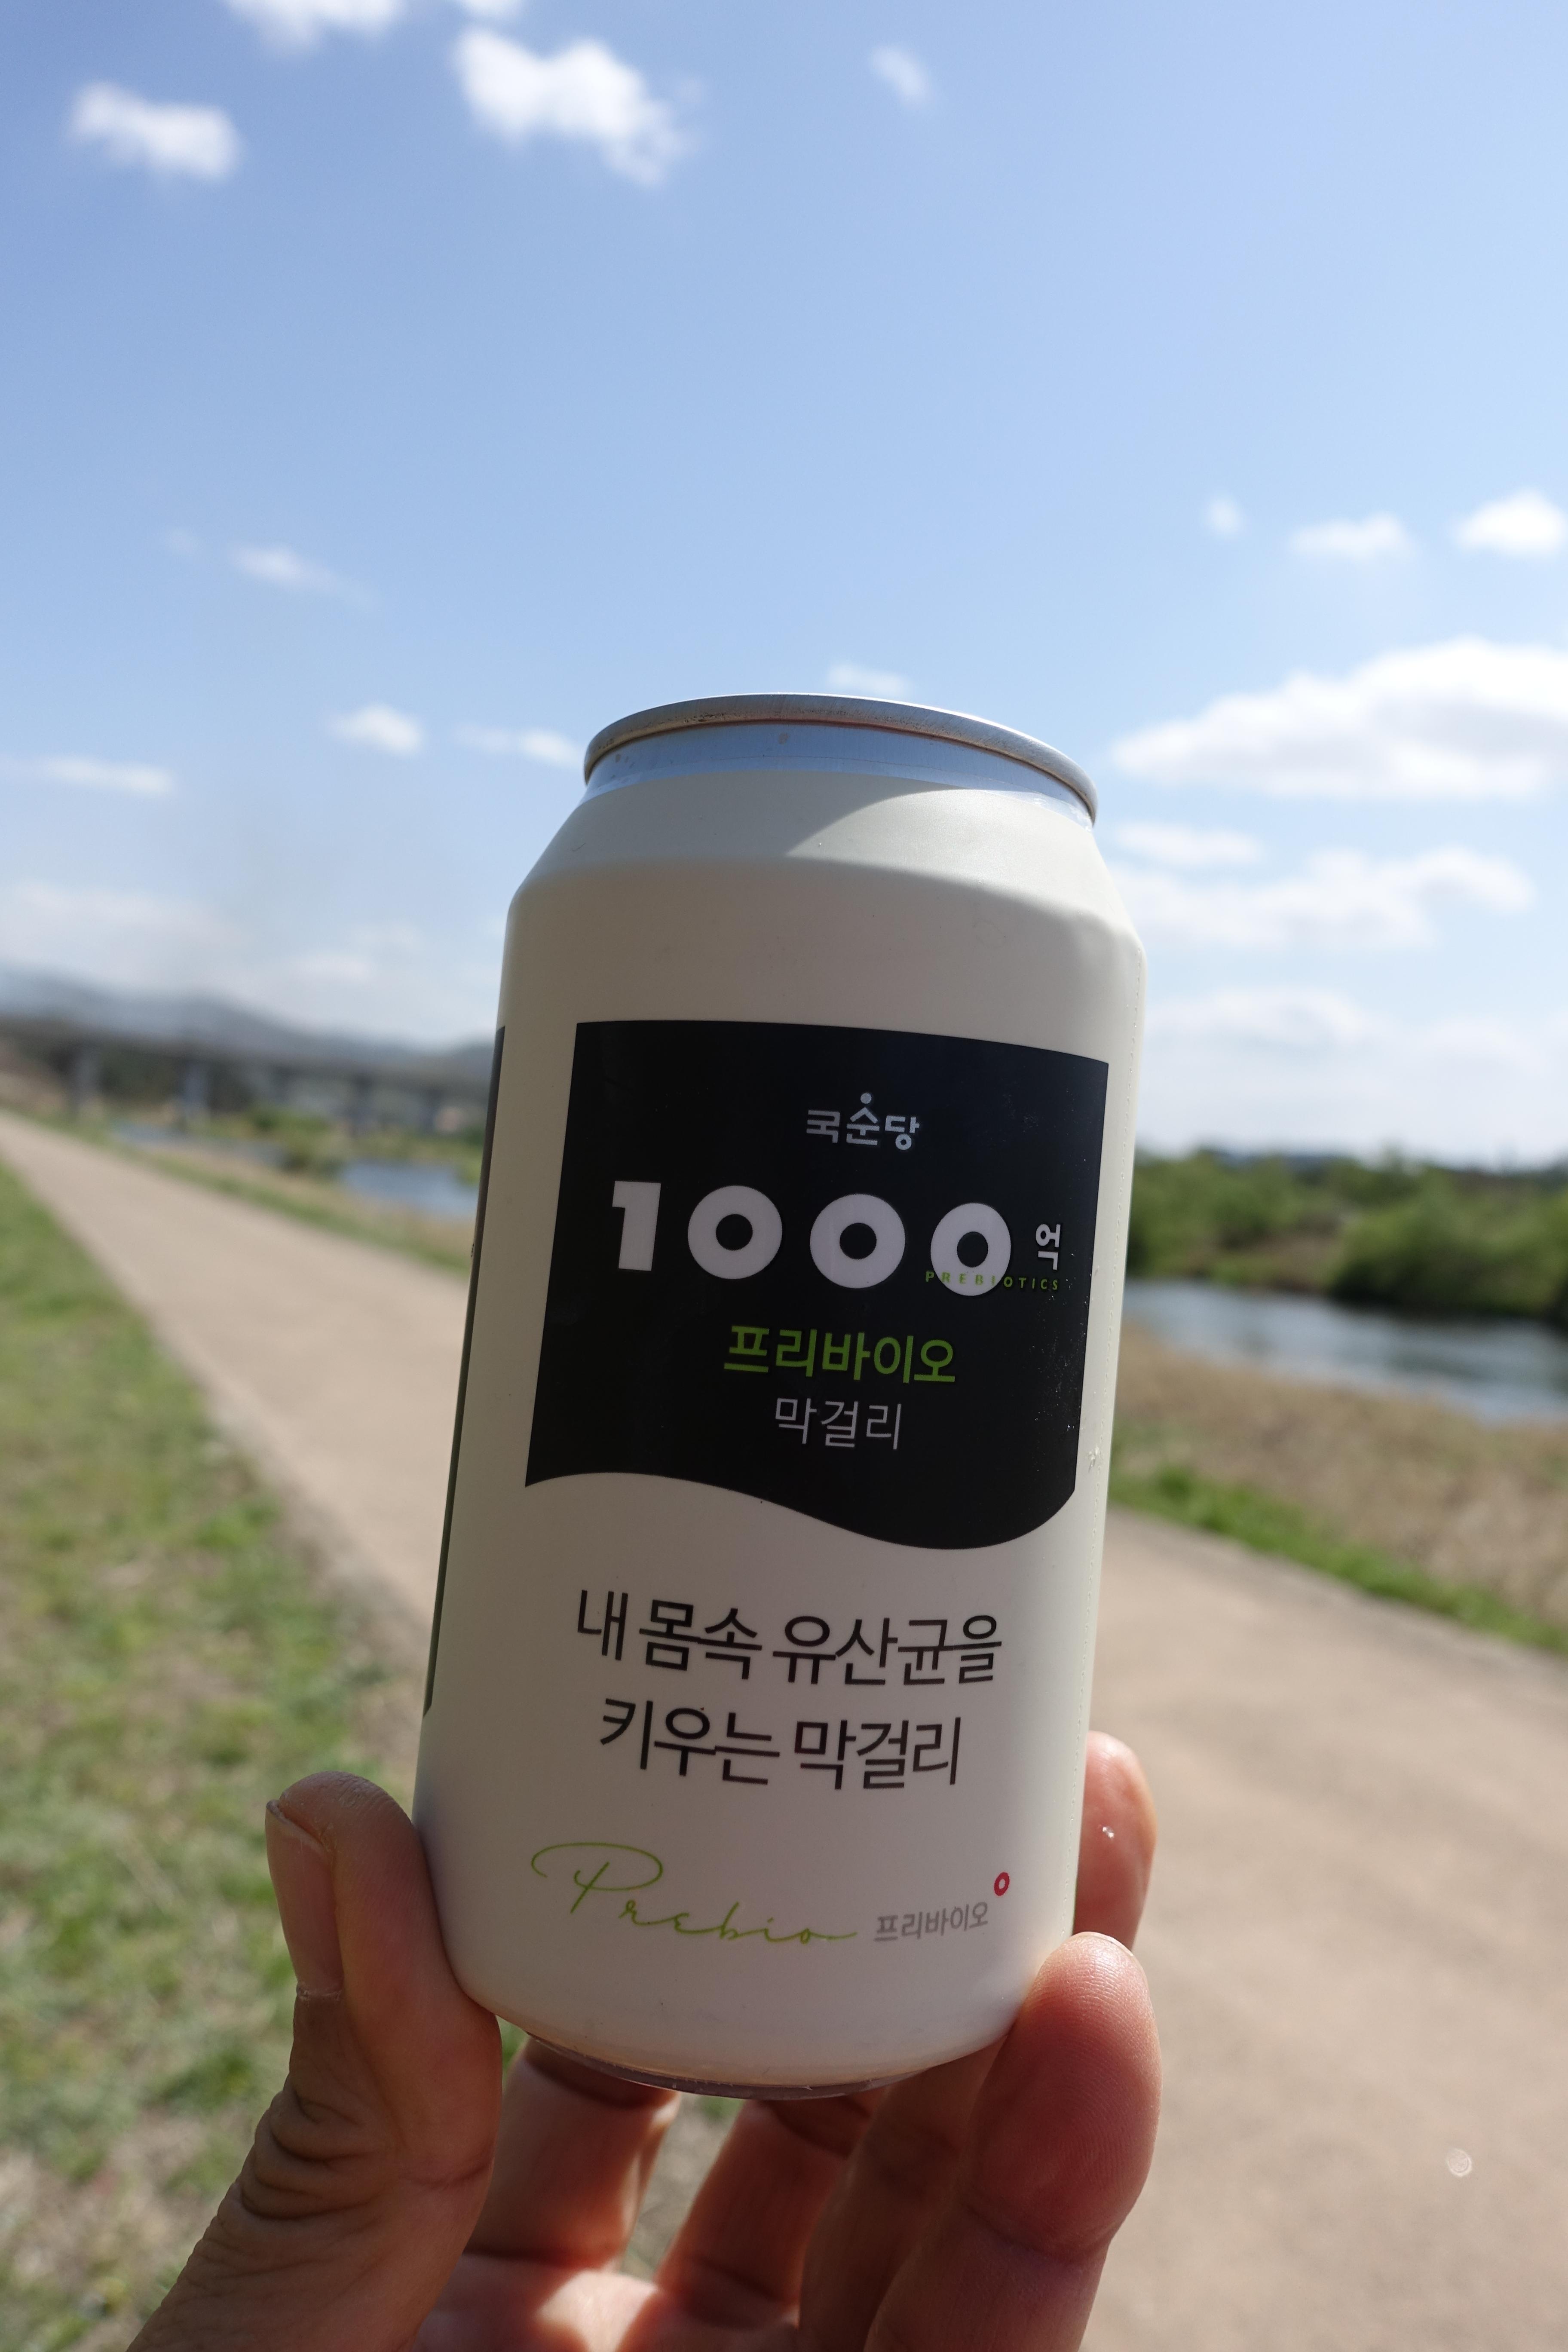 국순당
1000억
PREBIOTICS
프리바이오
막걸리
내 몸속 유산균을
키우는 막걸리
Prebio 프리바이오